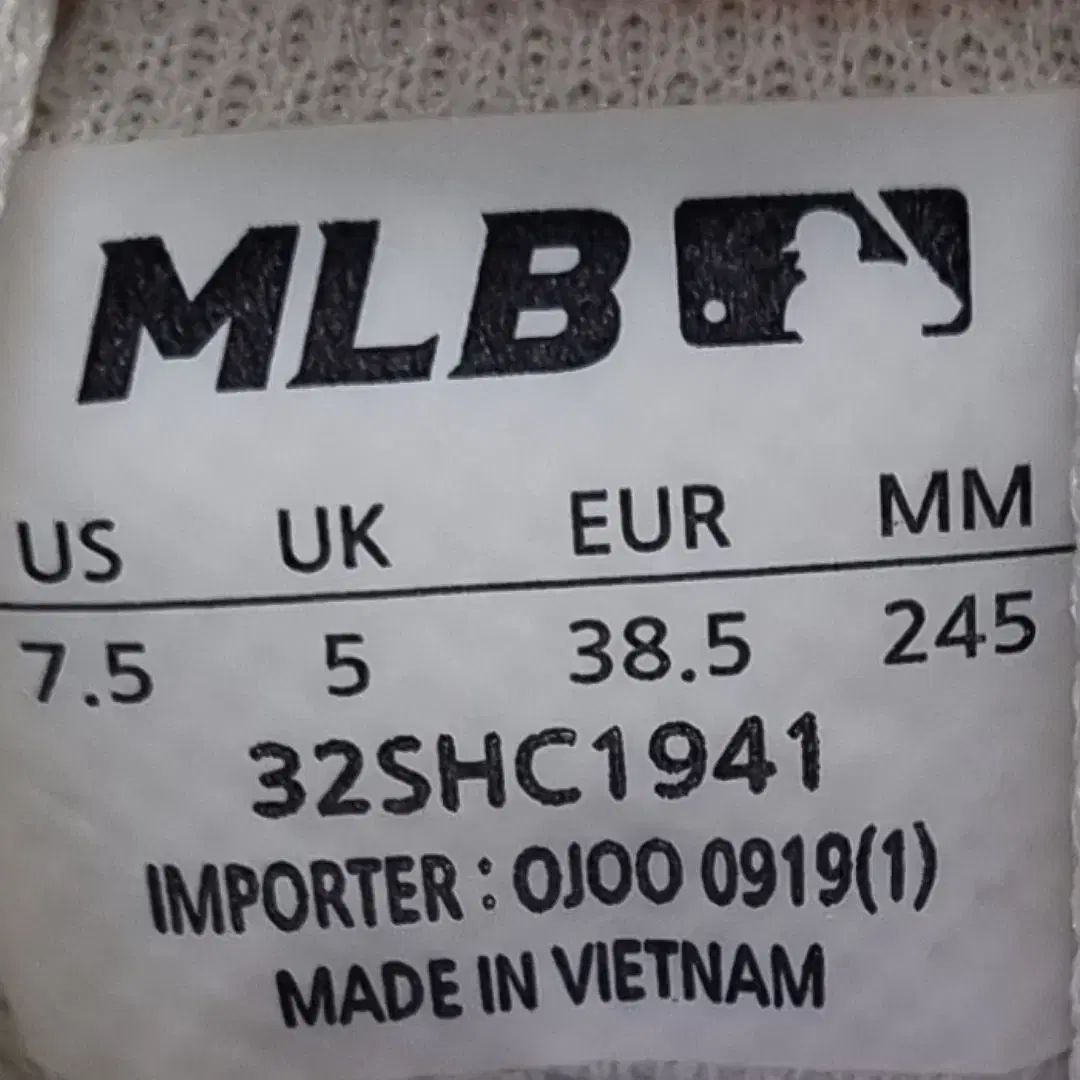 MLB
US UK EUR MM
7.5 5 38.5 245
32SHC1941
IMPORTER : OJOO 0919(1)
MADE IN VIETNAM